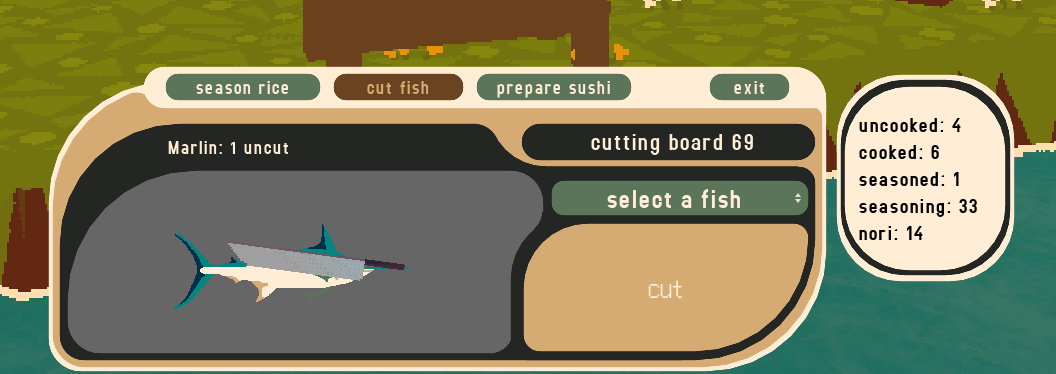 season rice
cut fish
prepare sushi
exit
Marlin: 1 uncut
cutting board 69
select a fish
cut
uncooked: 4
cooked: 6
seasoned: 1
seasoning: 33
nori: 14